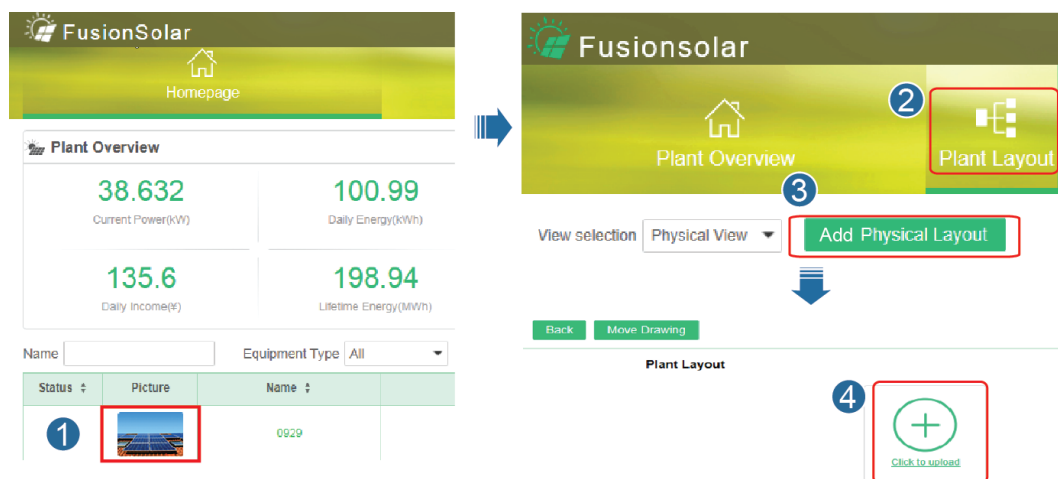 FusionSolar
Homepage
Plant Overview
38.632
100.99
Current Power(kW)
Daily Energy(kWh)
135.6
198.94
Daily Income(¥)
Lifetime Energy(MWh)
Name
Equipment Type All
Status
Picture
Name
1
0929
Fusionsolar
2
Plant Overview
Plant Layout
3
View selection Physical View
Add Physical Layout
Back
Move Drawing
Plant Layout
4
Click to upload